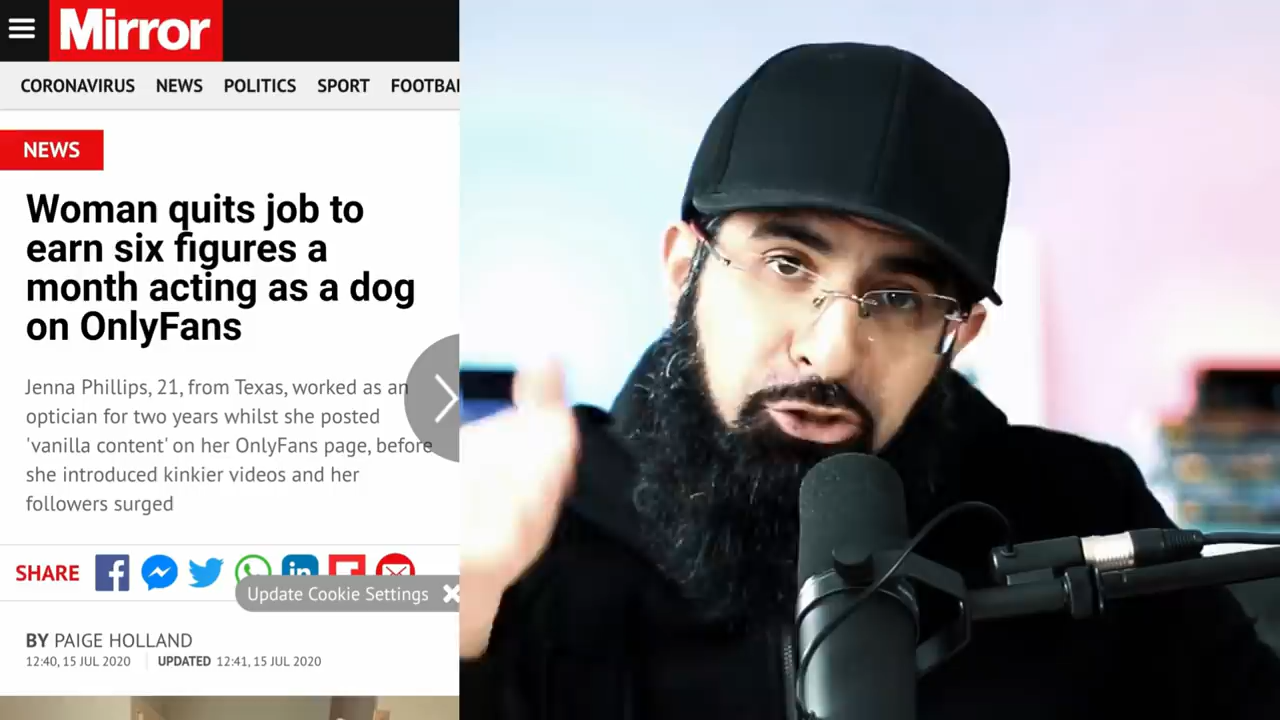 Mirror
CORONAVIRUS NEWS POLITICS SPORT
NEWS
Woman quits job to
earn six figures a
month acting as a dog
on OnlyFans
Jenna Phillips, 21, from Texas, worked as an
optician for two years whilst she posted
'vanilla content' on her OnlyFans page, before
she introduced kinkier videos and her
followers surged
SHARE
Update Cookie Settings
BY PAIGE HOLLAND
12:40, 15 JUL 2020 UPDATED 12:41, 15 JUL 2020